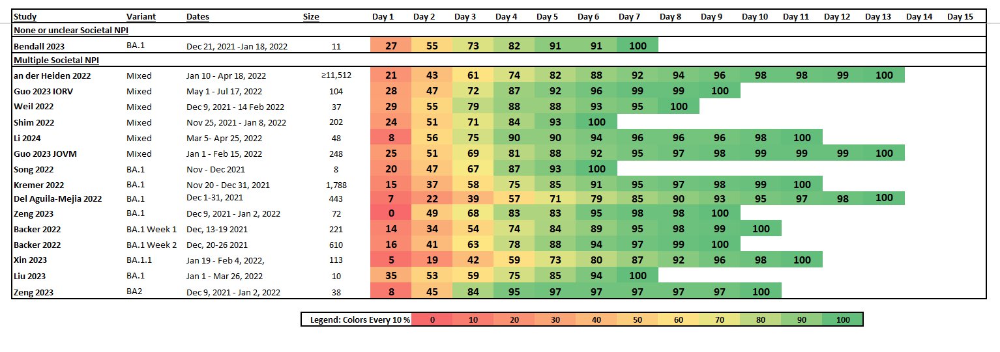 Study Variant Dates Size Day 1 Day 2 Day 3 Day 4 Day 5 Day 6 Day 7 Day 8 Day 9 Day 10 Day 11 Day 12 Day 13 Day 14 Day 15
None or unclear Societal NPI
Bendall 2023 BA.1 Dec 21, 2021 -Jan 18, 2022 11 27 55 73 82 91 91 100
Multiple Societal NPI
an der Heiden 2022 Mixed Jan 10 - Apr 18, 2022 ≥11,512 21 43 61 74 82 88 92 94 96 98 98 99 100
Guo 2023 IORV Mixed May 1 - Jul 17, 2022 104 28 47 72 87 92 96 99 99 100
Weil 2022 Mixed Dec 9, 2021 - 14 Feb 2022 37 29 55 79 88 88 93 95 100
Shim 2022 Mixed Nov 25, 2021 - Jan 8, 2022 202 24 51 71 84 93 100
Li 2024 Mixed Mar 5- Apr 25, 2022 48 8 56 75 90 90 94 96 96 96 98 100
Guo 2023 JOVM Mixed Jan 1 - Feb 15, 2022 248 25 51 69 81 88 92 95 97 98 99 99 99 100
Song 2022 BA.1 Nov - Dec 2021 8 20 47 67 87 93 100
Kremer 2022 BA.1 Nov 20 - Dec 31, 2021 1,788 15 37 58 75 85 91 95 97 98 99 100
Del Aguila-Mejia 2022 BA.1 Dec 1-31, 2021 443 7 22 39 57 71 79 85 90 93 95 97 98 100
Zeng 2023 BA.1 Dec 9, 2021 - Jan 2, 2022 72 0 49 68 83 83 95 98 98 100
Backer 2022 BA.1 Week 1 Dec, 13-19 2021 221 14 34 54 74 84 89 95 98 99 100
Backer 2022 BA.1 Week 2 Dec, 20-26 2021 610 16 41 63 78 88 94 97 99 100
Xin 2023 BA.1.1 Jan 19 - Feb 4, 2022, 113 5 19 42 59 73 80 87 92 96 98 100
Liu 2023 BA.1 Jan 1 - Mar 26, 2022 10 35 53 59 75 85 94 100
Zeng 2023 BA2 Dec 9, 2021 - Jan 2, 2022 38 8 45 84 95 97 97 97 97 97 100
Legend: Colors Every 10 % 0 10 20 30 40 50 60 70 80 90 100